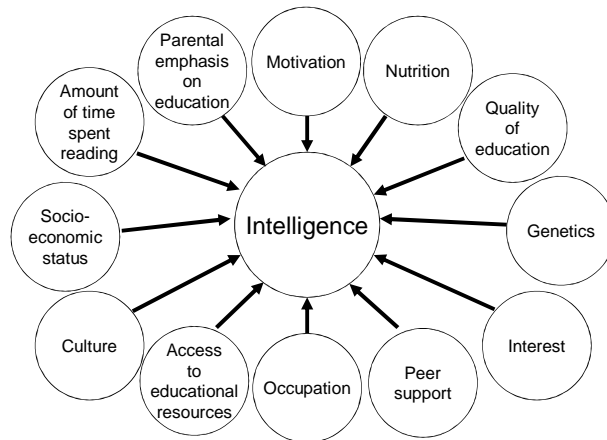 Parental
emphasis
on
education
Motivation
Nutrition
Amount
of time
spent
reading
Quality
of
education
Socio-
economic
status
Intelligence
Genetics
Culture
Access
to
educational
resources
Occupation
Peer
support
Interest